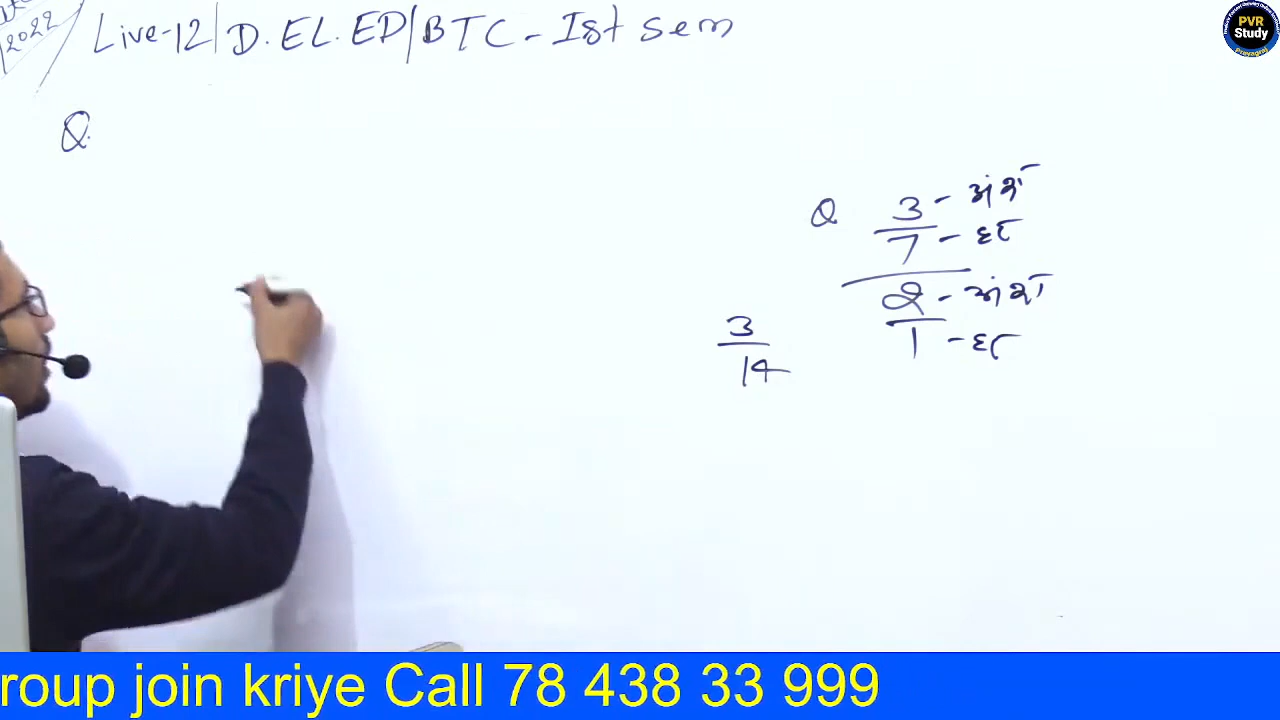 2022 / Live-12 | D.EL.ED/BTC - Ist Sem
PVR
Study
Prayagraj
Q.
Q 3 - अंश
7 - हर
2 - अंश
1 - हर
3
14
roup join kriye Call 78 438 33 999